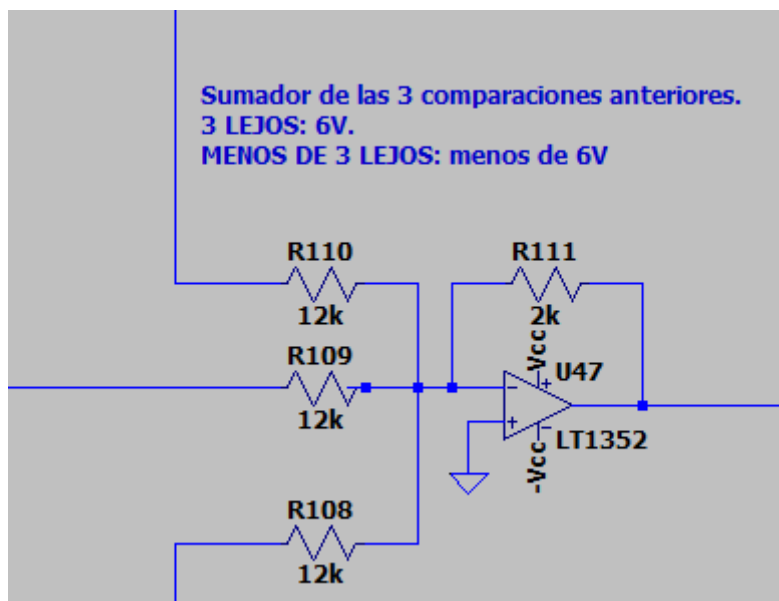 Sumador de las 3 comparaciones anteriores.
3 LEJOS: 6V.
MENOS DE 3 LEJOS: menos de 6V
R110
12k
R111
2k
Vcc
U47
LT1352
-Vcc
R109
12k
R108
12k